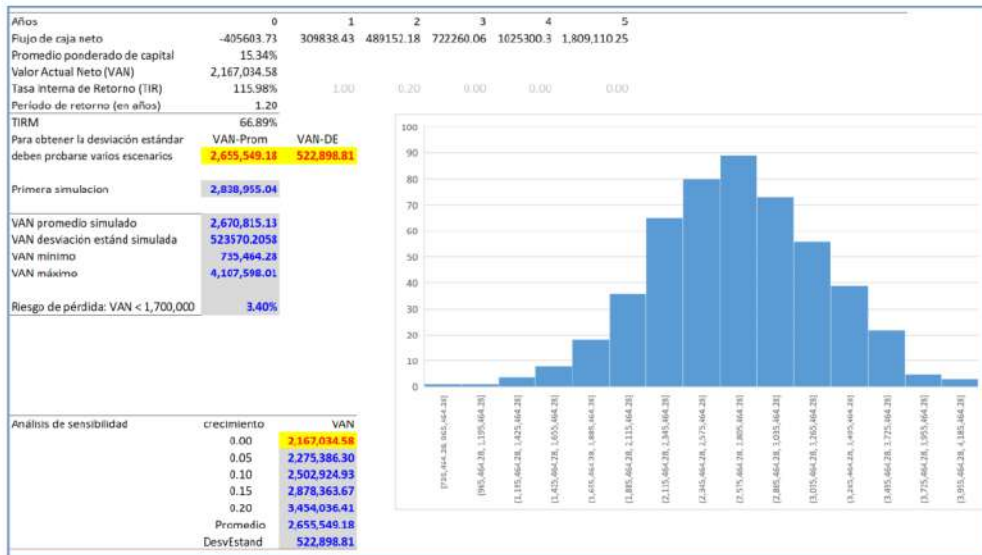 Años 0 1 2 3 4 5
Flujo de caja neto -405603.73 309838.43 489152.18 722260.06 1025300.3 1,809,110.25
Promedio ponderado de capital 15.34%
Valor Actual Neto (VAN) 2,167,034.58
Tasa Interna de Retorno (TIR) 115.98% 1.00 0.20 0.00 0.00 0.00
Período de retorno (en años) 1.20
TIRM 66.89%
Para obtener la desviación estándar VAN-Prom VAN-DE
deben probarse varios escenarios 2,655,549.18 522,898.81
Primera simulacion 2,838,955.04
VAN promedio simulado 2,670,815.13
VAN desviación estánd simulada 523570.2058
VAN mínimo 735,464.28
VAN máximo 4,107,598.01
Riesgo de pérdida: VAN < 1,700,000 3.40%
100
90
80
70
60
50
40
30
20
10
0
Análisis de sensibilidad crecimiento VAN
0.00 2,167,034.58
0.05 2,275,386.30
0.10 2,502,924.93
0.15 2,878,363.67
0.20 3,454,036.41
Promedio 2,655,549.18
DesvEstand 522,898.81